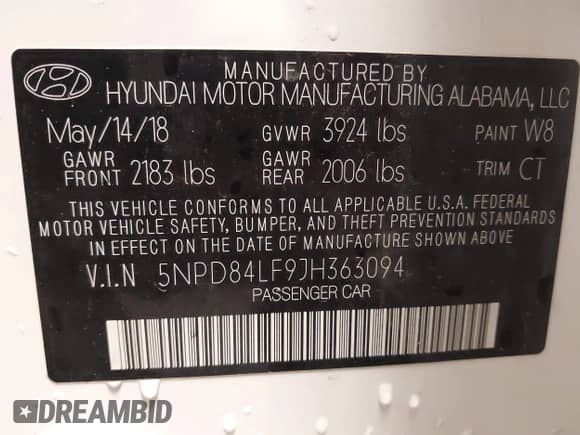 MANUFACTURED BY
HYUNDAI MOTOR MANUFACTURING ALABAMA, LLC
May/14/18 GVWR 3924 lbs PAINT W8
GAWR FRONT 2183 lbs GAWR REAR 2006 lbs TRIM CT
THIS VEHICLE CONFORMS TO ALL APPLICABLE U.S.A. FEDERAL
MOTOR VEHICLE SAFETY, BUMPER, AND THEFT PREVENTION STANDARDS
IN EFFECT ON THE DATE OF MANUFACTURE SHOWN ABOVE.
V.I.N 5NPD84LF9JH363094
PASSENGER CAR
DREAMBID